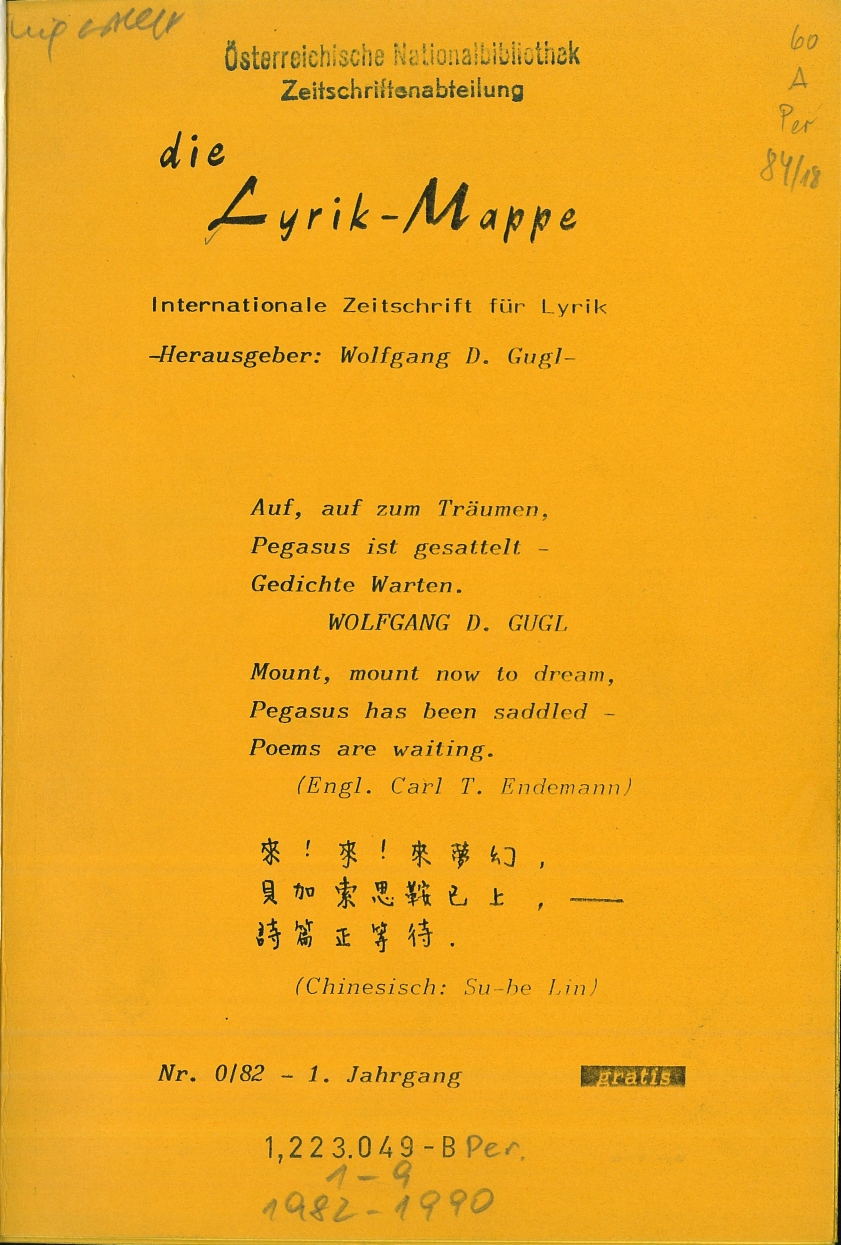 Österreichische Nationalbibliothek
Zeitschriftenabteilung
60
A
Per
84/18
die
Lyrik-Mappe
Internationale Zeitschrift für Lyrik
-Herausgeber: Wolfgang D. Gugl-
Auf, auf zum Träumen,
Pegasus ist gesattelt -
Gedichte Warten.
WOLFGANG D. GUGL
Mount, mount now to dream,
Pegasus has been saddled -
Poems are waiting.
(Engl. Carl T. Endemann)
來！來！來夢幻，
貝加索思鞍已上，——
詩篇正等待.
(Chinesisch: Su-he Lin)
Nr. 0/82 - 1. Jahrgang
gratis
1,223.049-B Per.
1-9
1982-1990